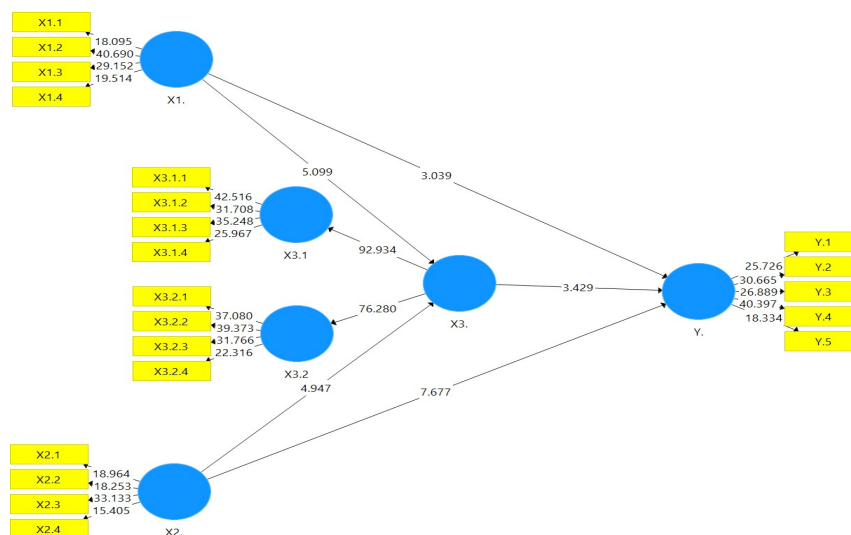 X1.1
18.095
X1.2
40.690
X1.3
29.152
X1.4
19.514
X1.
5.099
3.039
X3.1.1
42.516
X3.1.2
31.708
X3.1.3
35.248
X3.1.4
25.967
X3.1
92.934
X3.2.1
37.080
X3.2.2
39.373
X3.2.3
31.766
X3.2.4
22.316
X3.2
76.280
X3.
3.429
4.947
7.677
Y.1
25.726
Y.2
30.665
Y.3
26.889
Y.4
40.397
Y.5
18.334
Y.
X2.1
18.964
X2.2
18.253
X2.3
33.133
X2.4
15.405
X2.